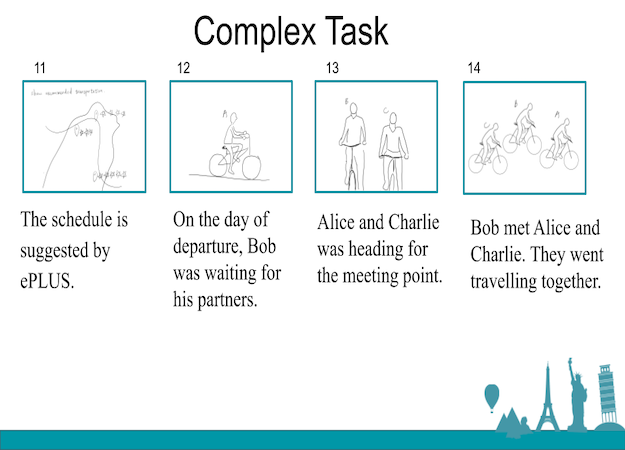 Complex Task
11
12
13
14
The schedule is
suggested by
ePLUS.
On the day of
departure, Bob
was waiting for
his partners.
Alice and Charlie
was heading for
the meeting point.
Bob met Alice and
Charlie. They went
travelling together.
A
B
C
C
B
A